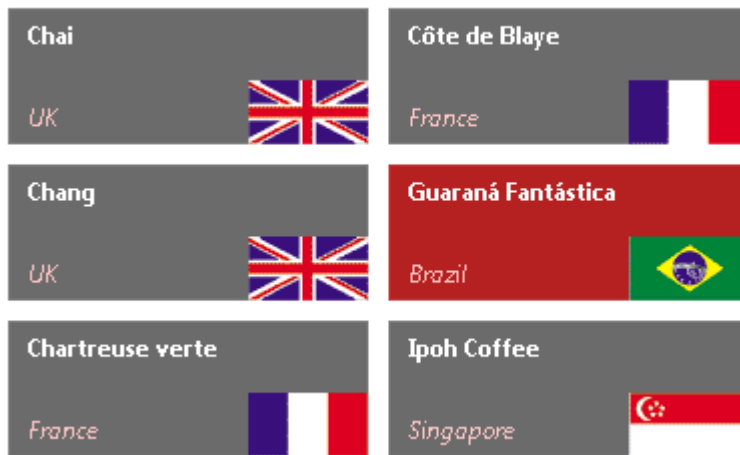 Chai
UK
Côte de Blaye
France
Chang
UK
Guaraná Fantástica
Brazil
Chartreuse verte
France
Ipoh Coffee
Singapore